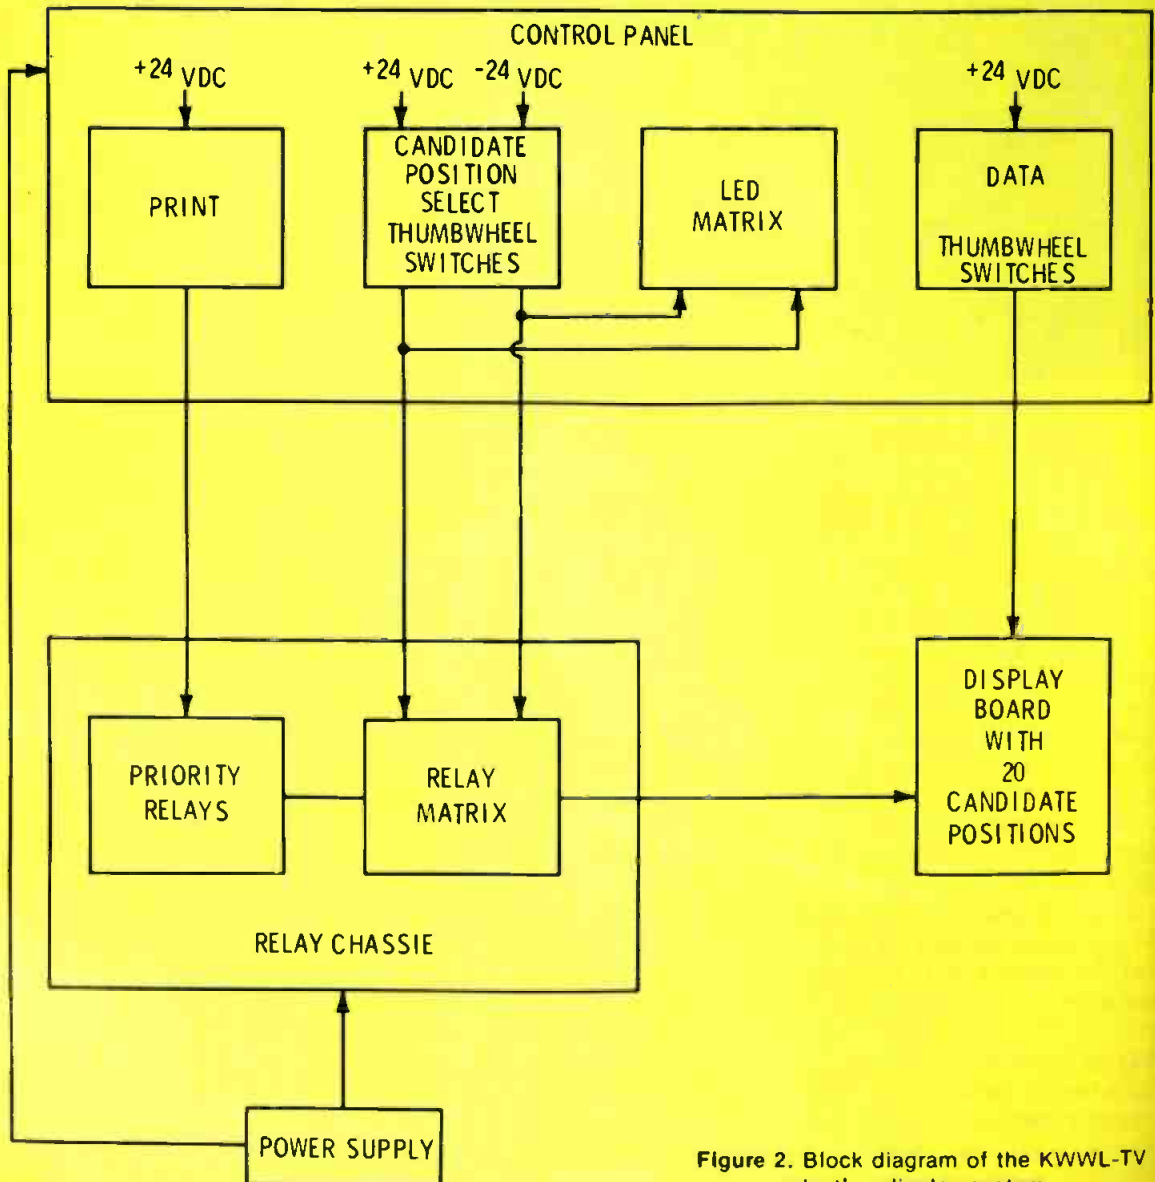 CONTROL PANEL
+24 VDC
+24 VDC
-24 VDC
+24 VDC
PRINT
CANDIDATE
POSITION
SELECT
THUMBWHEEL
SWITCHES
LED
MATRIX
DATA
THUMBWHEEL
SWITCHES
PRIORITY
RELAYS
RELAY
MATRIX
DISPLAY
BOARD
WITH
20
CANDIDATE
POSITIONS
RELAY CHASSIE
POWER SUPPLY
Figure 2. Block diagram of the KWWL-TV